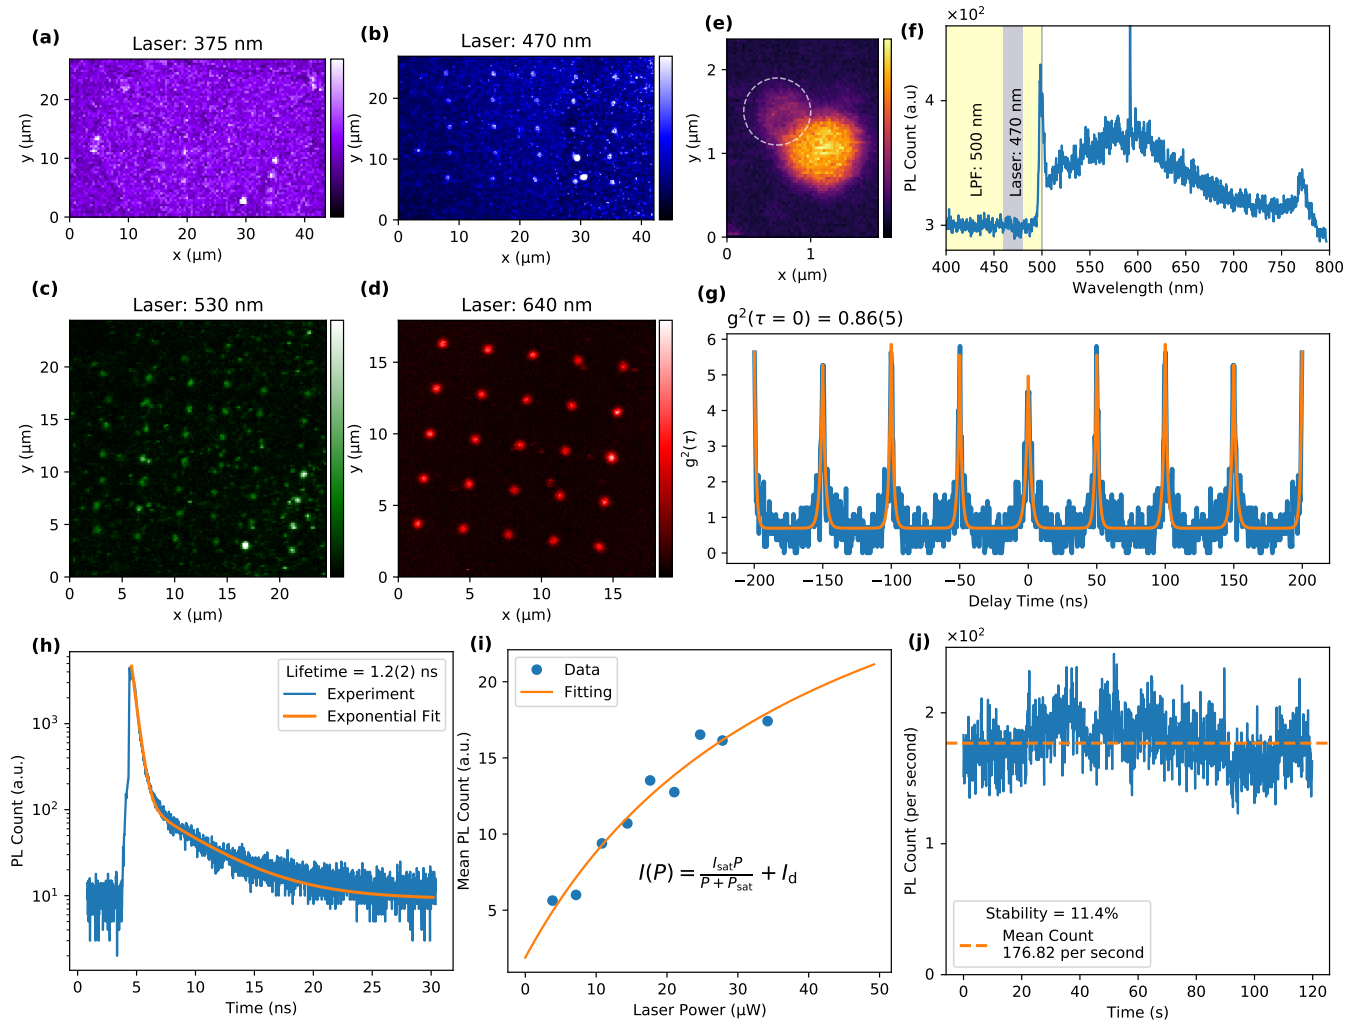 (a)
Laser: 375 nm
y (μm)
20
10
0
0 10 20 30 40
x (μm)
(b)
Laser: 470 nm
y (μm)
20
10
0
0 10 20 30 40
x (μm)
(c)
Laser: 530 nm
y (μm)
20
15
10
5
0
0 5 10 15 20
x (μm)
(d)
Laser: 640 nm
y (μm)
15
10
5
0
0 5 10 15
x (μm)
(e)
y (μm)
2
1
0
0 1
x (μm)
(f)
×10²
PL Count (a.u)
4
3
LPF: 500 nm
Laser: 470 nm
400 450 500 550 600 650 700 750 800
Wavelength (nm)
(g)
g²(τ = 0) = 0.86(5)
g²(τ)
6
5
4
3
2
1
0
−200 −150 −100 −50 0 50 100 150 200
Delay Time (ns)
(h)
PL Count (a.u.)
10³
10²
10¹
Lifetime = 1.2(2) ns
Experiment
Exponential Fit
0 5 10 15 20 25 30
Time (ns)
(i)
Mean PL Count (a.u.)
20
15
10
5
Data
Fitting
I(P) = I_sat P / (P + P_sat) + I_d
0 10 20 30 40 50
Laser Power (μW)
(j)
×10²
PL Count (per second)
2
1
0
Stability = 11.4%
Mean Count
176.82 per second
0 20 40 60 80 100 120
Time (s)